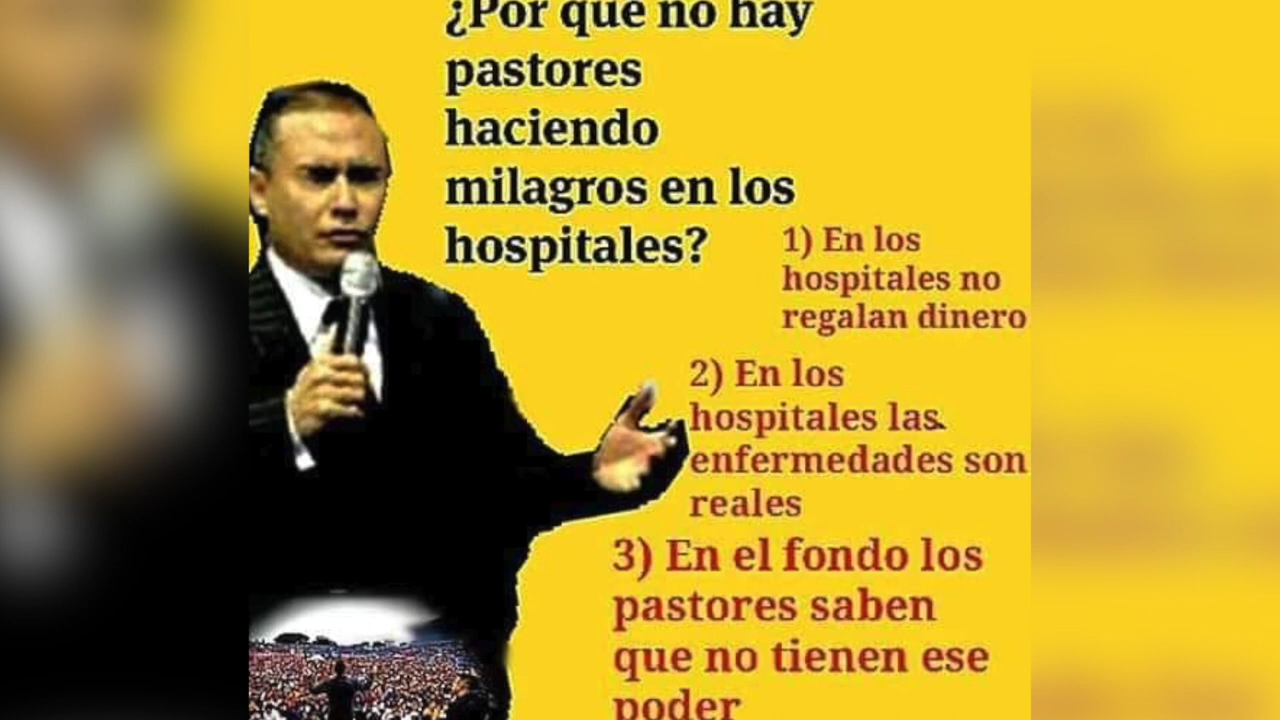 ¿Por que no hay
pastores
haciendo
milagros en los
hospitales?
1) En los
hospitales no
regalan dinero
2) En los
hospitales las
enfermedades son
reales
3) En el fondo los
pastores saben
que no tienen ese
poder